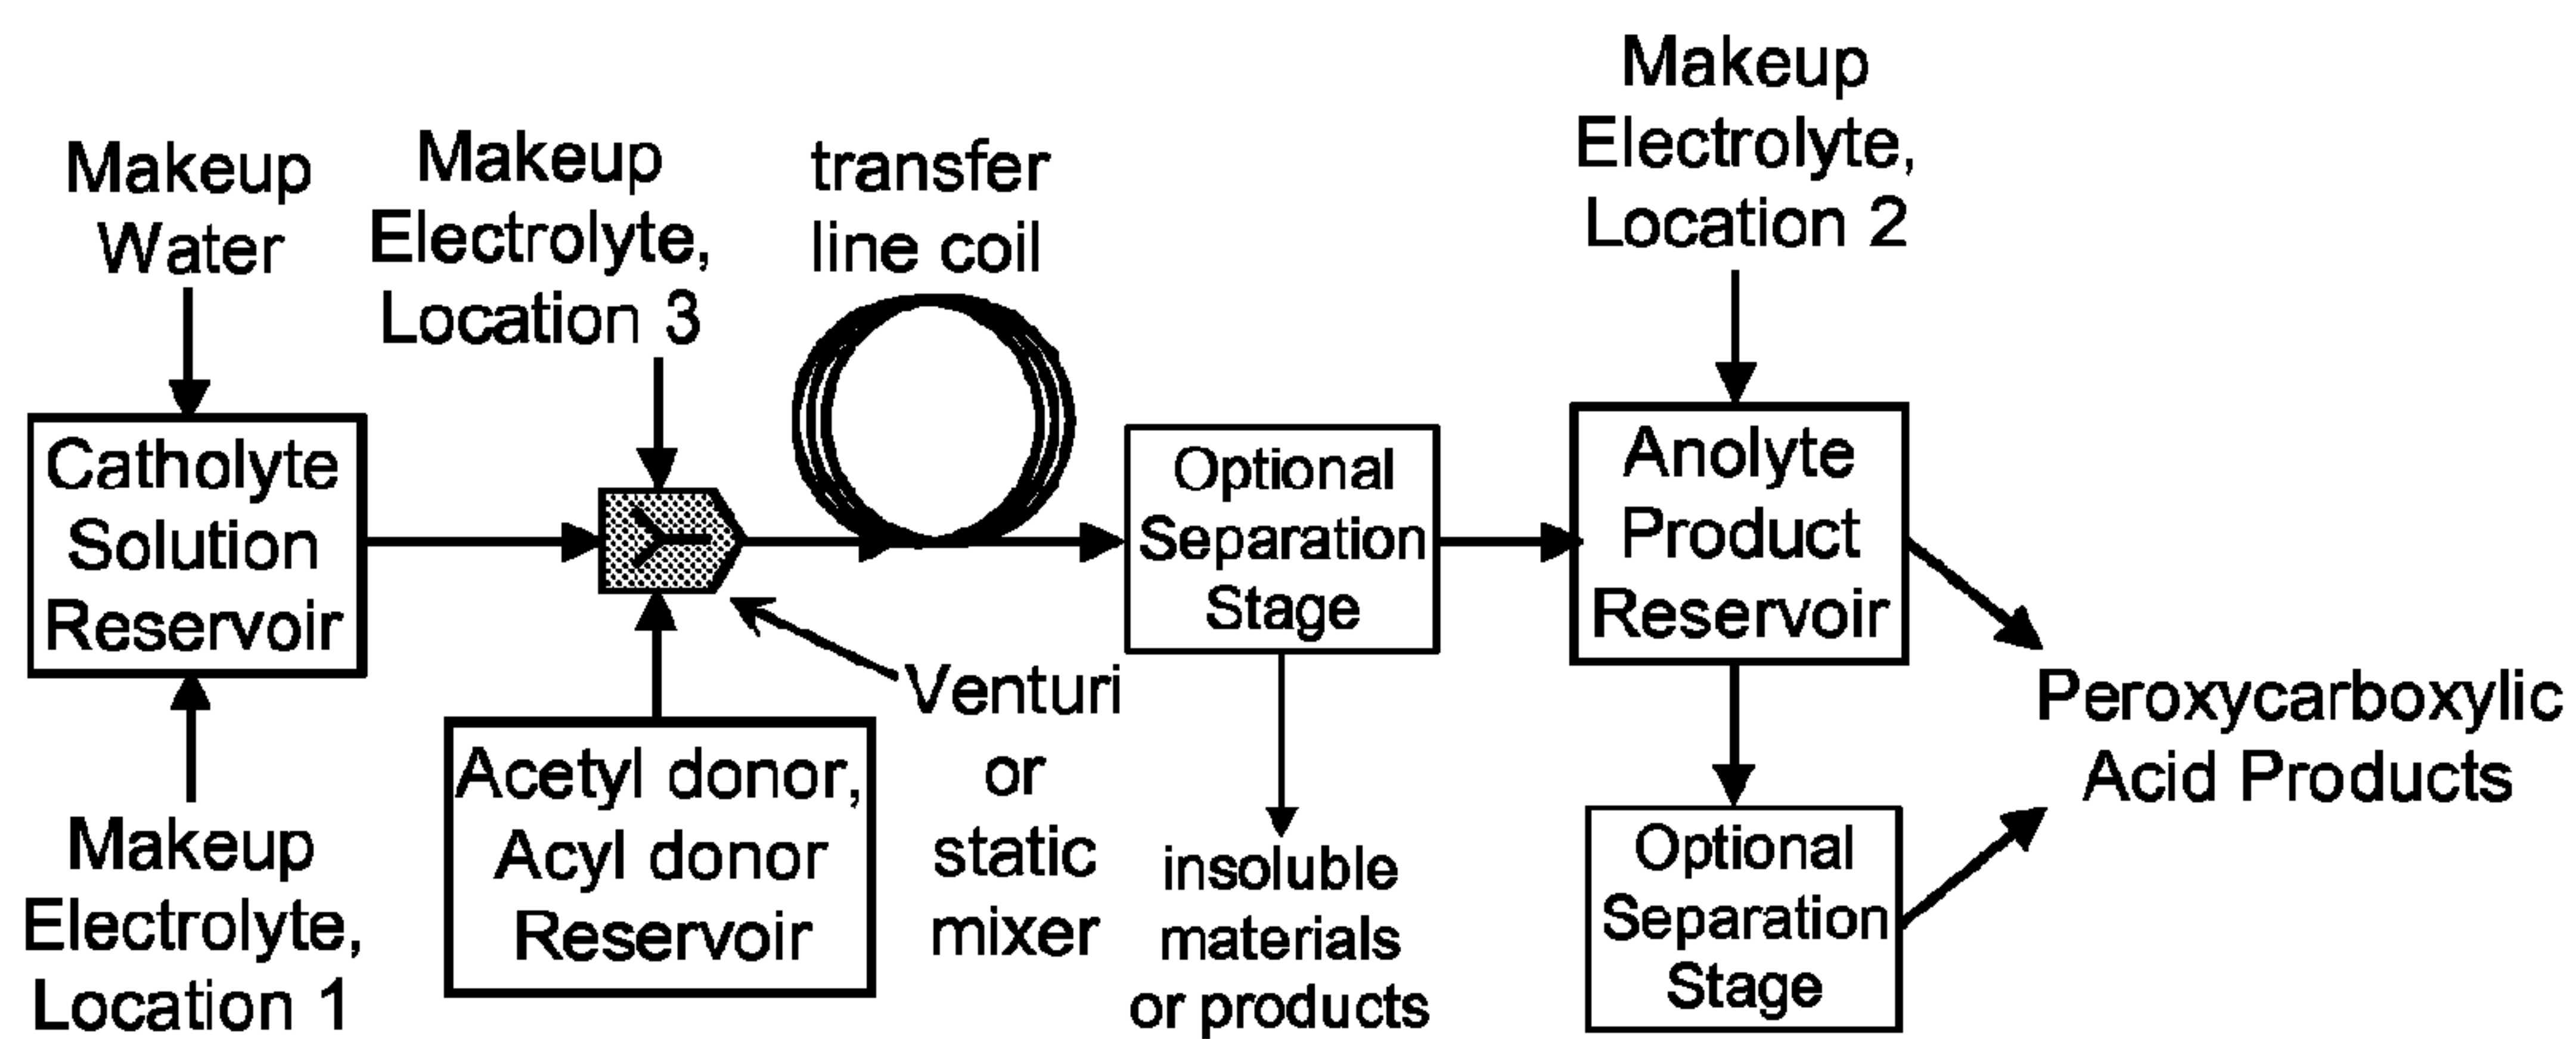 Makeup
Water
Makeup
Electrolyte,
Location 3
transfer
line coil
Makeup
Electrolyte,
Location 2
Catholyte
Solution
Reservoir
Optional
Separation
Stage
Anolyte
Product
Reservoir
Makeup
Electrolyte,
Location 1
Acetyl donor,
Acyl donor
Reservoir
Venturi
or
static
mixer
insoluble
materials
or products
Optional
Separation
Stage
Peroxycarboxylic
Acid Products